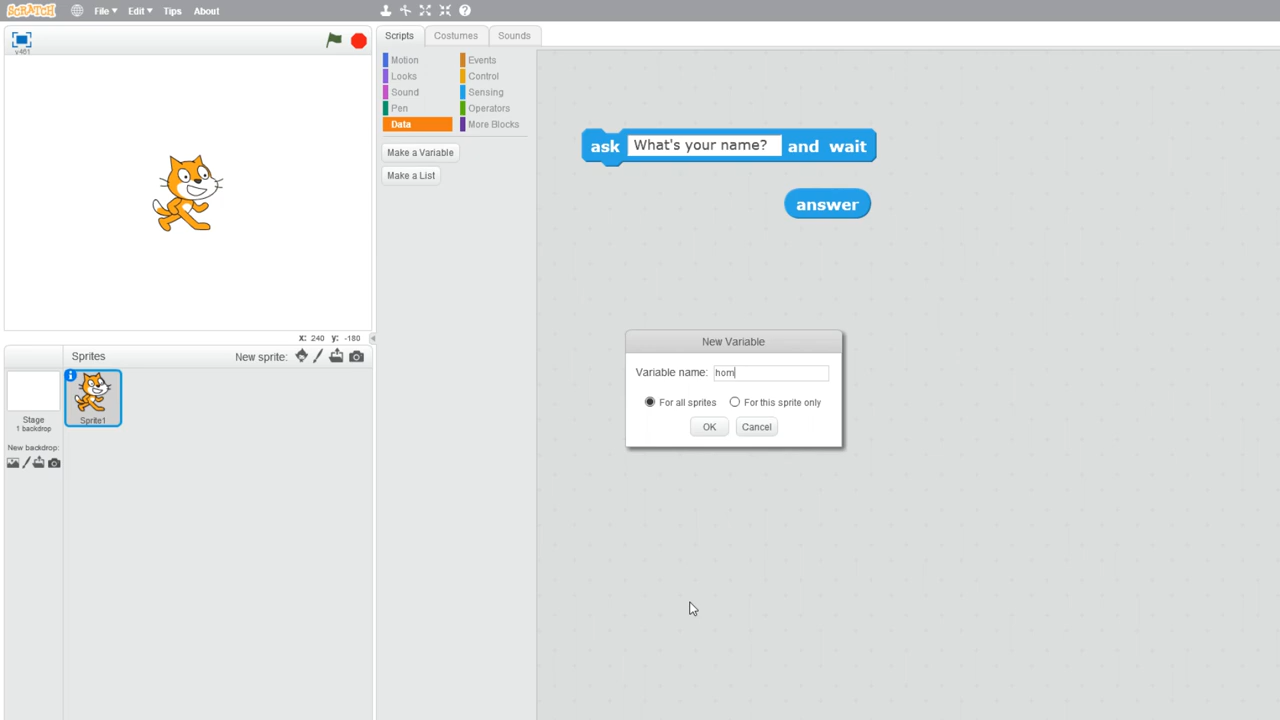 SCRATCH File Edit Tips About
v461
Scripts Costumes Sounds
Motion Events
Looks Control
Sound Sensing
Pen Operators
Data More Blocks
Make a Variable
Make a List
ask What's your name? and wait
answer
x: 240 y: -180
Sprites New sprite:
Sprite1
Stage
1 backdrop
New backdrop:
New Variable
Variable name: hom
For all sprites For this sprite only
OK Cancel